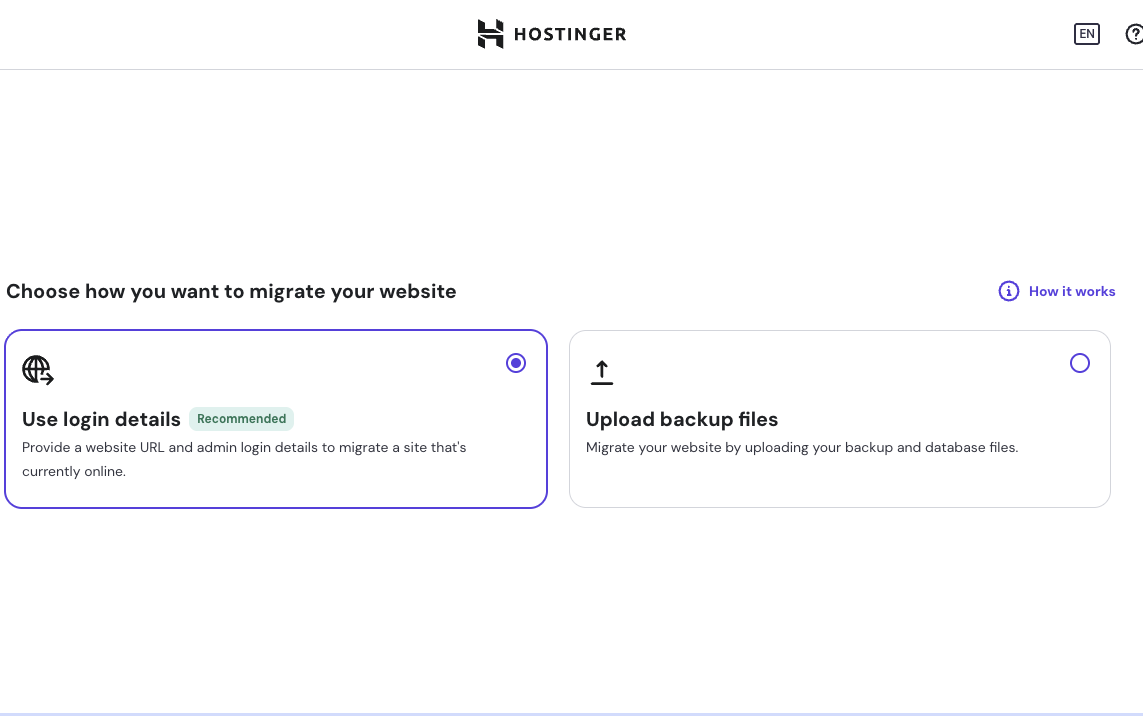 HOSTINGER
EN
Choose how you want to migrate your website
How it works
Use login details
Recommended
Provide a website URL and admin login details to migrate a site that's
currently online.
Upload backup files
Migrate your website by uploading your backup and database files.